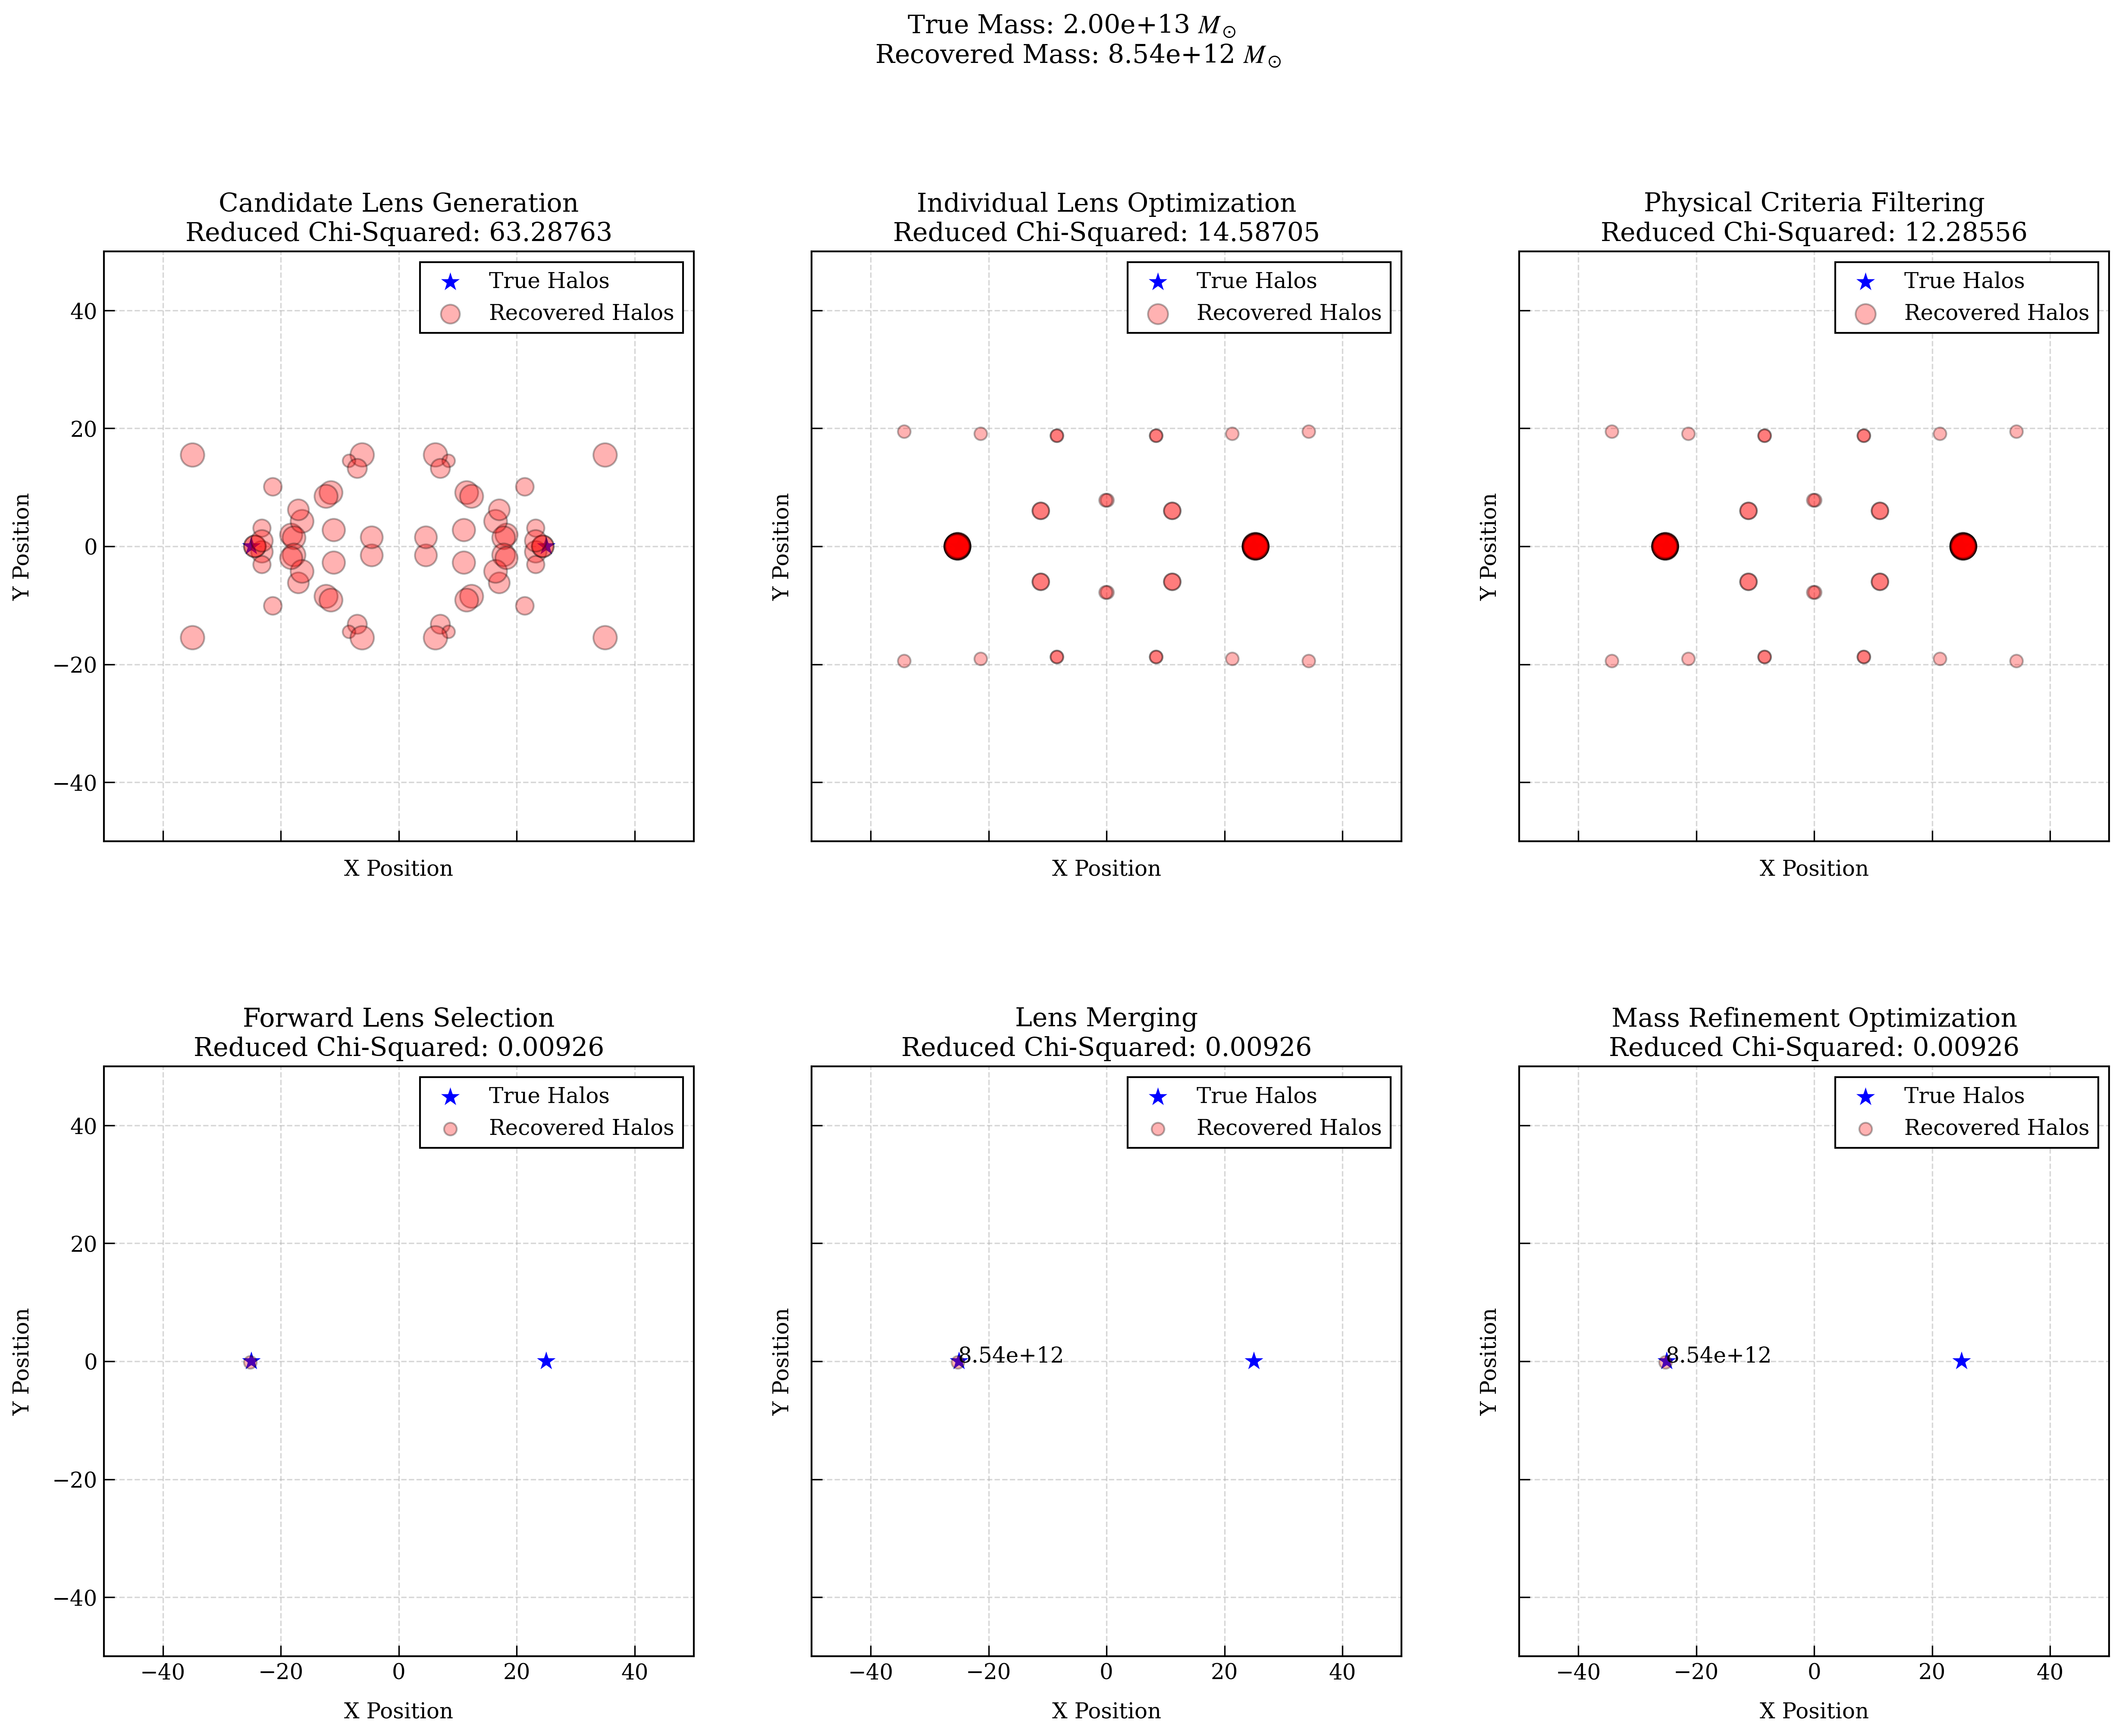 True Mass: 2.00e+13 M⊙
Recovered Mass: 8.54e+12 M⊙
Candidate Lens Generation
Reduced Chi-Squared: 63.28763
True Halos
Recovered Halos
40
20
0
−20
−40
Y Position
X Position
Individual Lens Optimization
Reduced Chi-Squared: 14.58705
True Halos
Recovered Halos
Y Position
X Position
Physical Criteria Filtering
Reduced Chi-Squared: 12.28556
True Halos
Recovered Halos
Y Position
X Position
Forward Lens Selection
Reduced Chi-Squared: 0.00926
True Halos
Recovered Halos
40
20
0
−20
−40
Y Position
−40 −20 0 20 40
X Position
Lens Merging
Reduced Chi-Squared: 0.00926
True Halos
Recovered Halos
8.54e+12
Y Position
−40 −20 0 20 40
X Position
Mass Refinement Optimization
Reduced Chi-Squared: 0.00926
True Halos
Recovered Halos
8.54e+12
Y Position
−40 −20 0 20 40
X Position